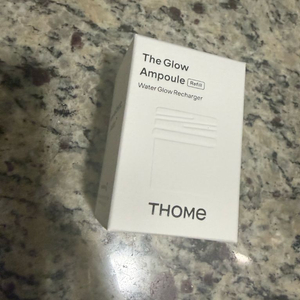 The Glow
Ampoule Refill
Water Glow Recharger
THOME